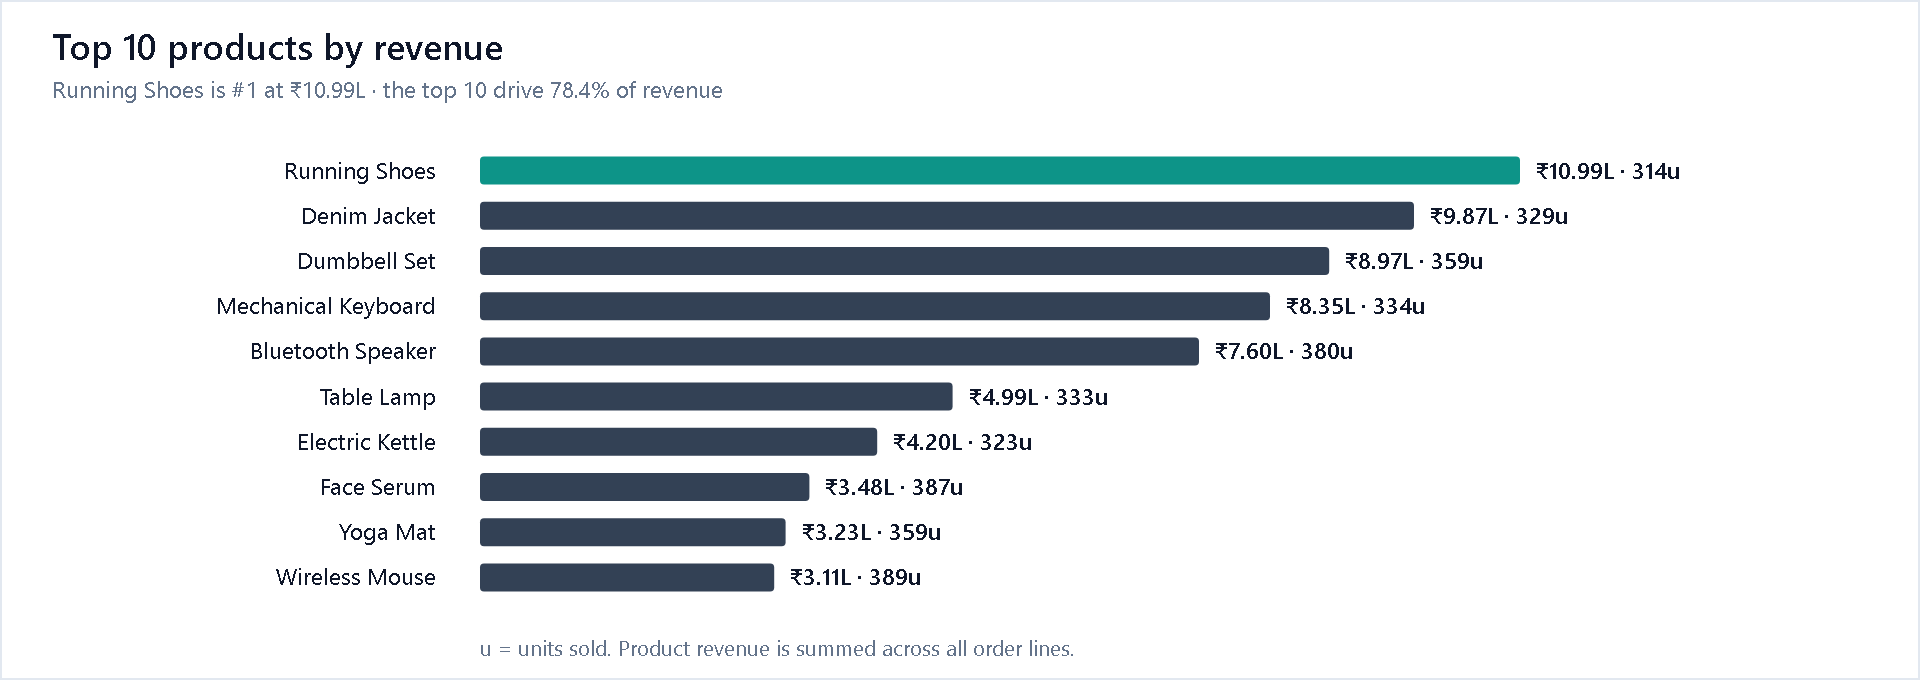 Top 10 products by revenue
Running Shoes is #1 at ₹10.99L · the top 10 drive 78.4% of revenue
Running Shoes ₹10.99L · 314u
Denim Jacket ₹9.87L · 329u
Dumbbell Set ₹8.97L · 359u
Mechanical Keyboard ₹8.35L · 334u
Bluetooth Speaker ₹7.60L · 380u
Table Lamp ₹4.99L · 333u
Electric Kettle ₹4.20L · 323u
Face Serum ₹3.48L · 387u
Yoga Mat ₹3.23L · 359u
Wireless Mouse ₹3.11L · 389u
u = units sold. Product revenue is summed across all order lines.